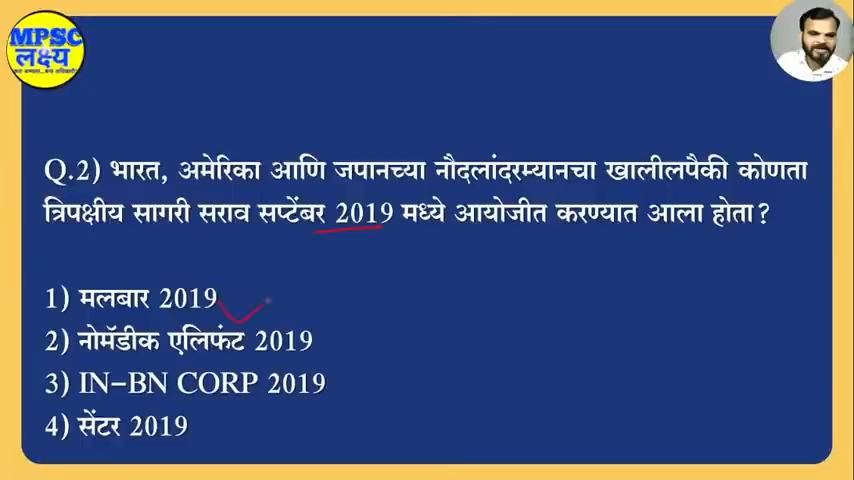 MPSC
लक्ष्य
Q.2) भारत, अमेरिका आणि जपानच्या नौदलांदरम्यानचा खालीलपैकी कोणता
त्रिपक्षीय सागरी सराव सप्टेंबर 2019 मध्ये आयोजीत करण्यात आला होता?
1) मलबार 2019
2) नोमॅडीक एलिफंट 2019
3) IN-BN CORP 2019
4) सेंटर 2019